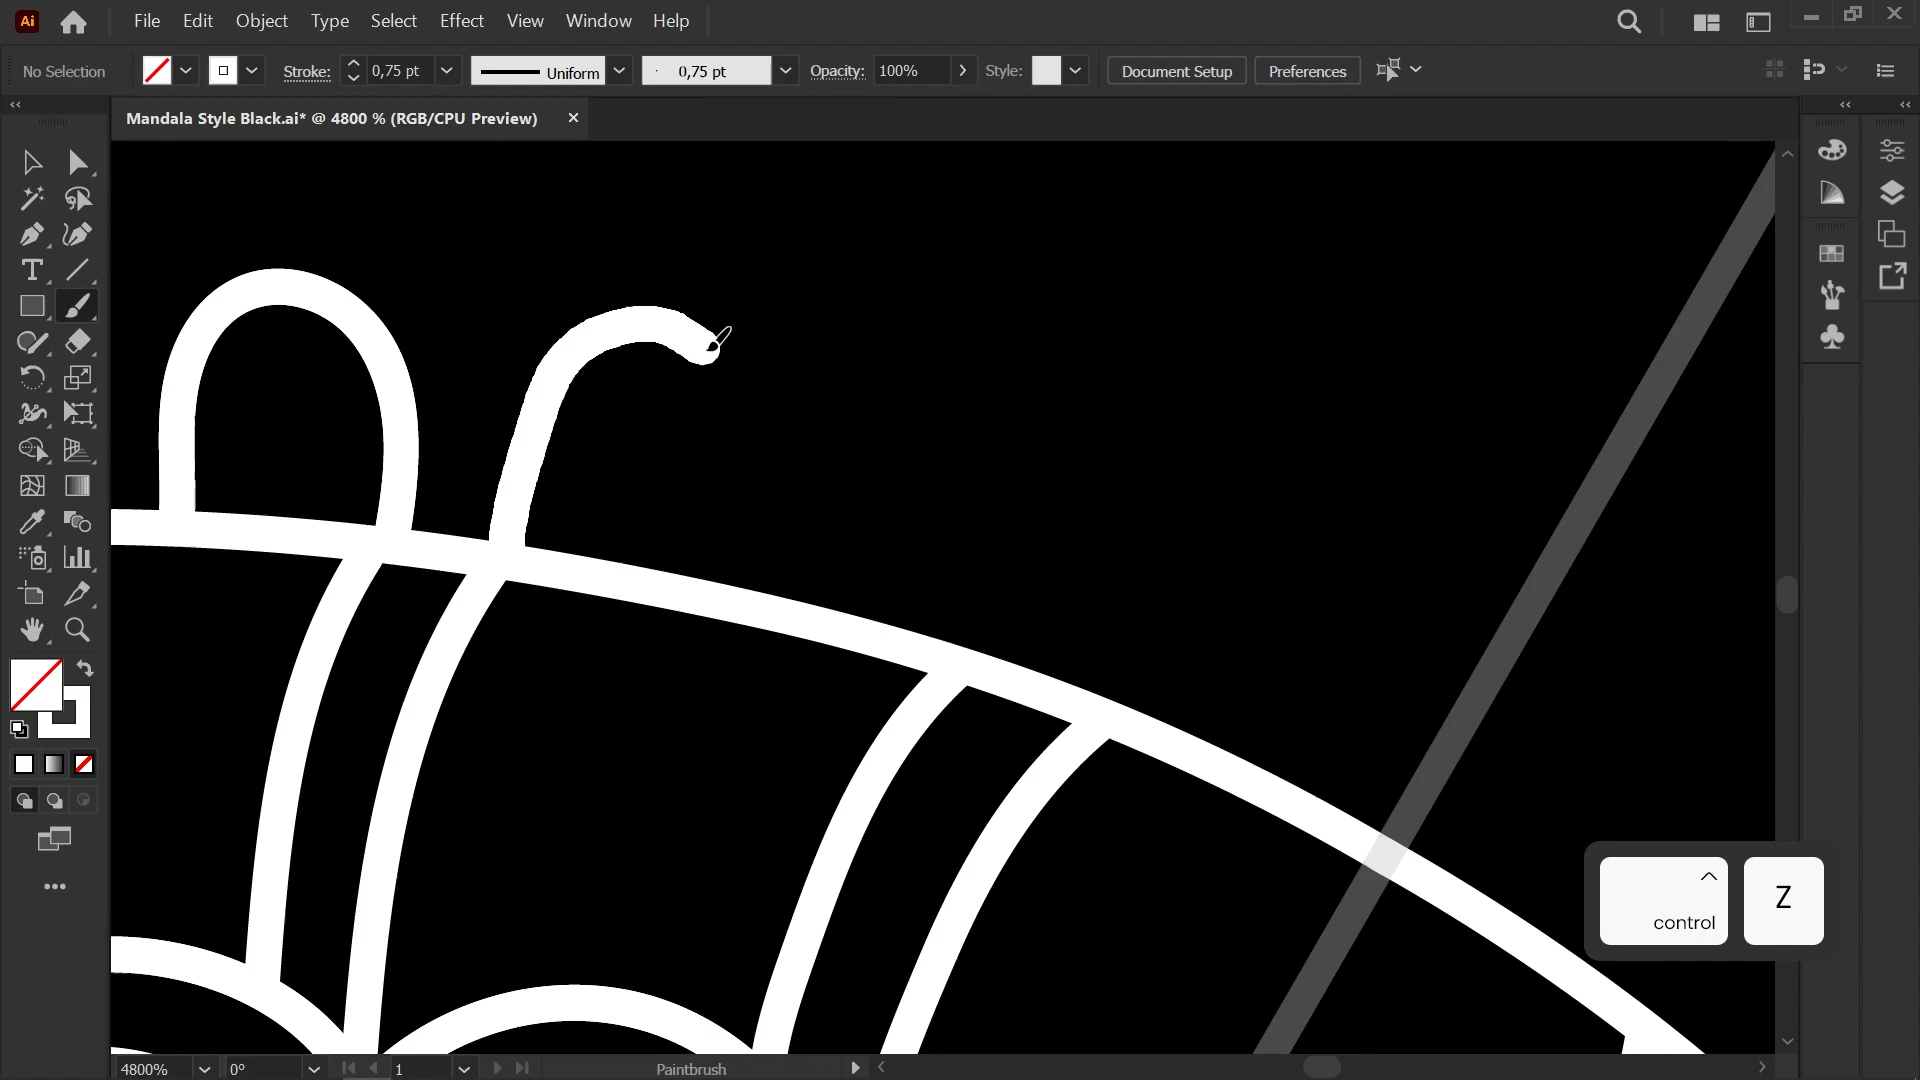 Ai File Edit Object Type Select Effect View Window Help
No Selection Stroke: 0,75 pt Uniform 0,75 pt Opacity: 100% Style: Document Setup Preferences
Mandala Style Black.ai* @ 4800 % (RGB/CPU Preview)
control Z
4800% 0° 1 Paintbrush